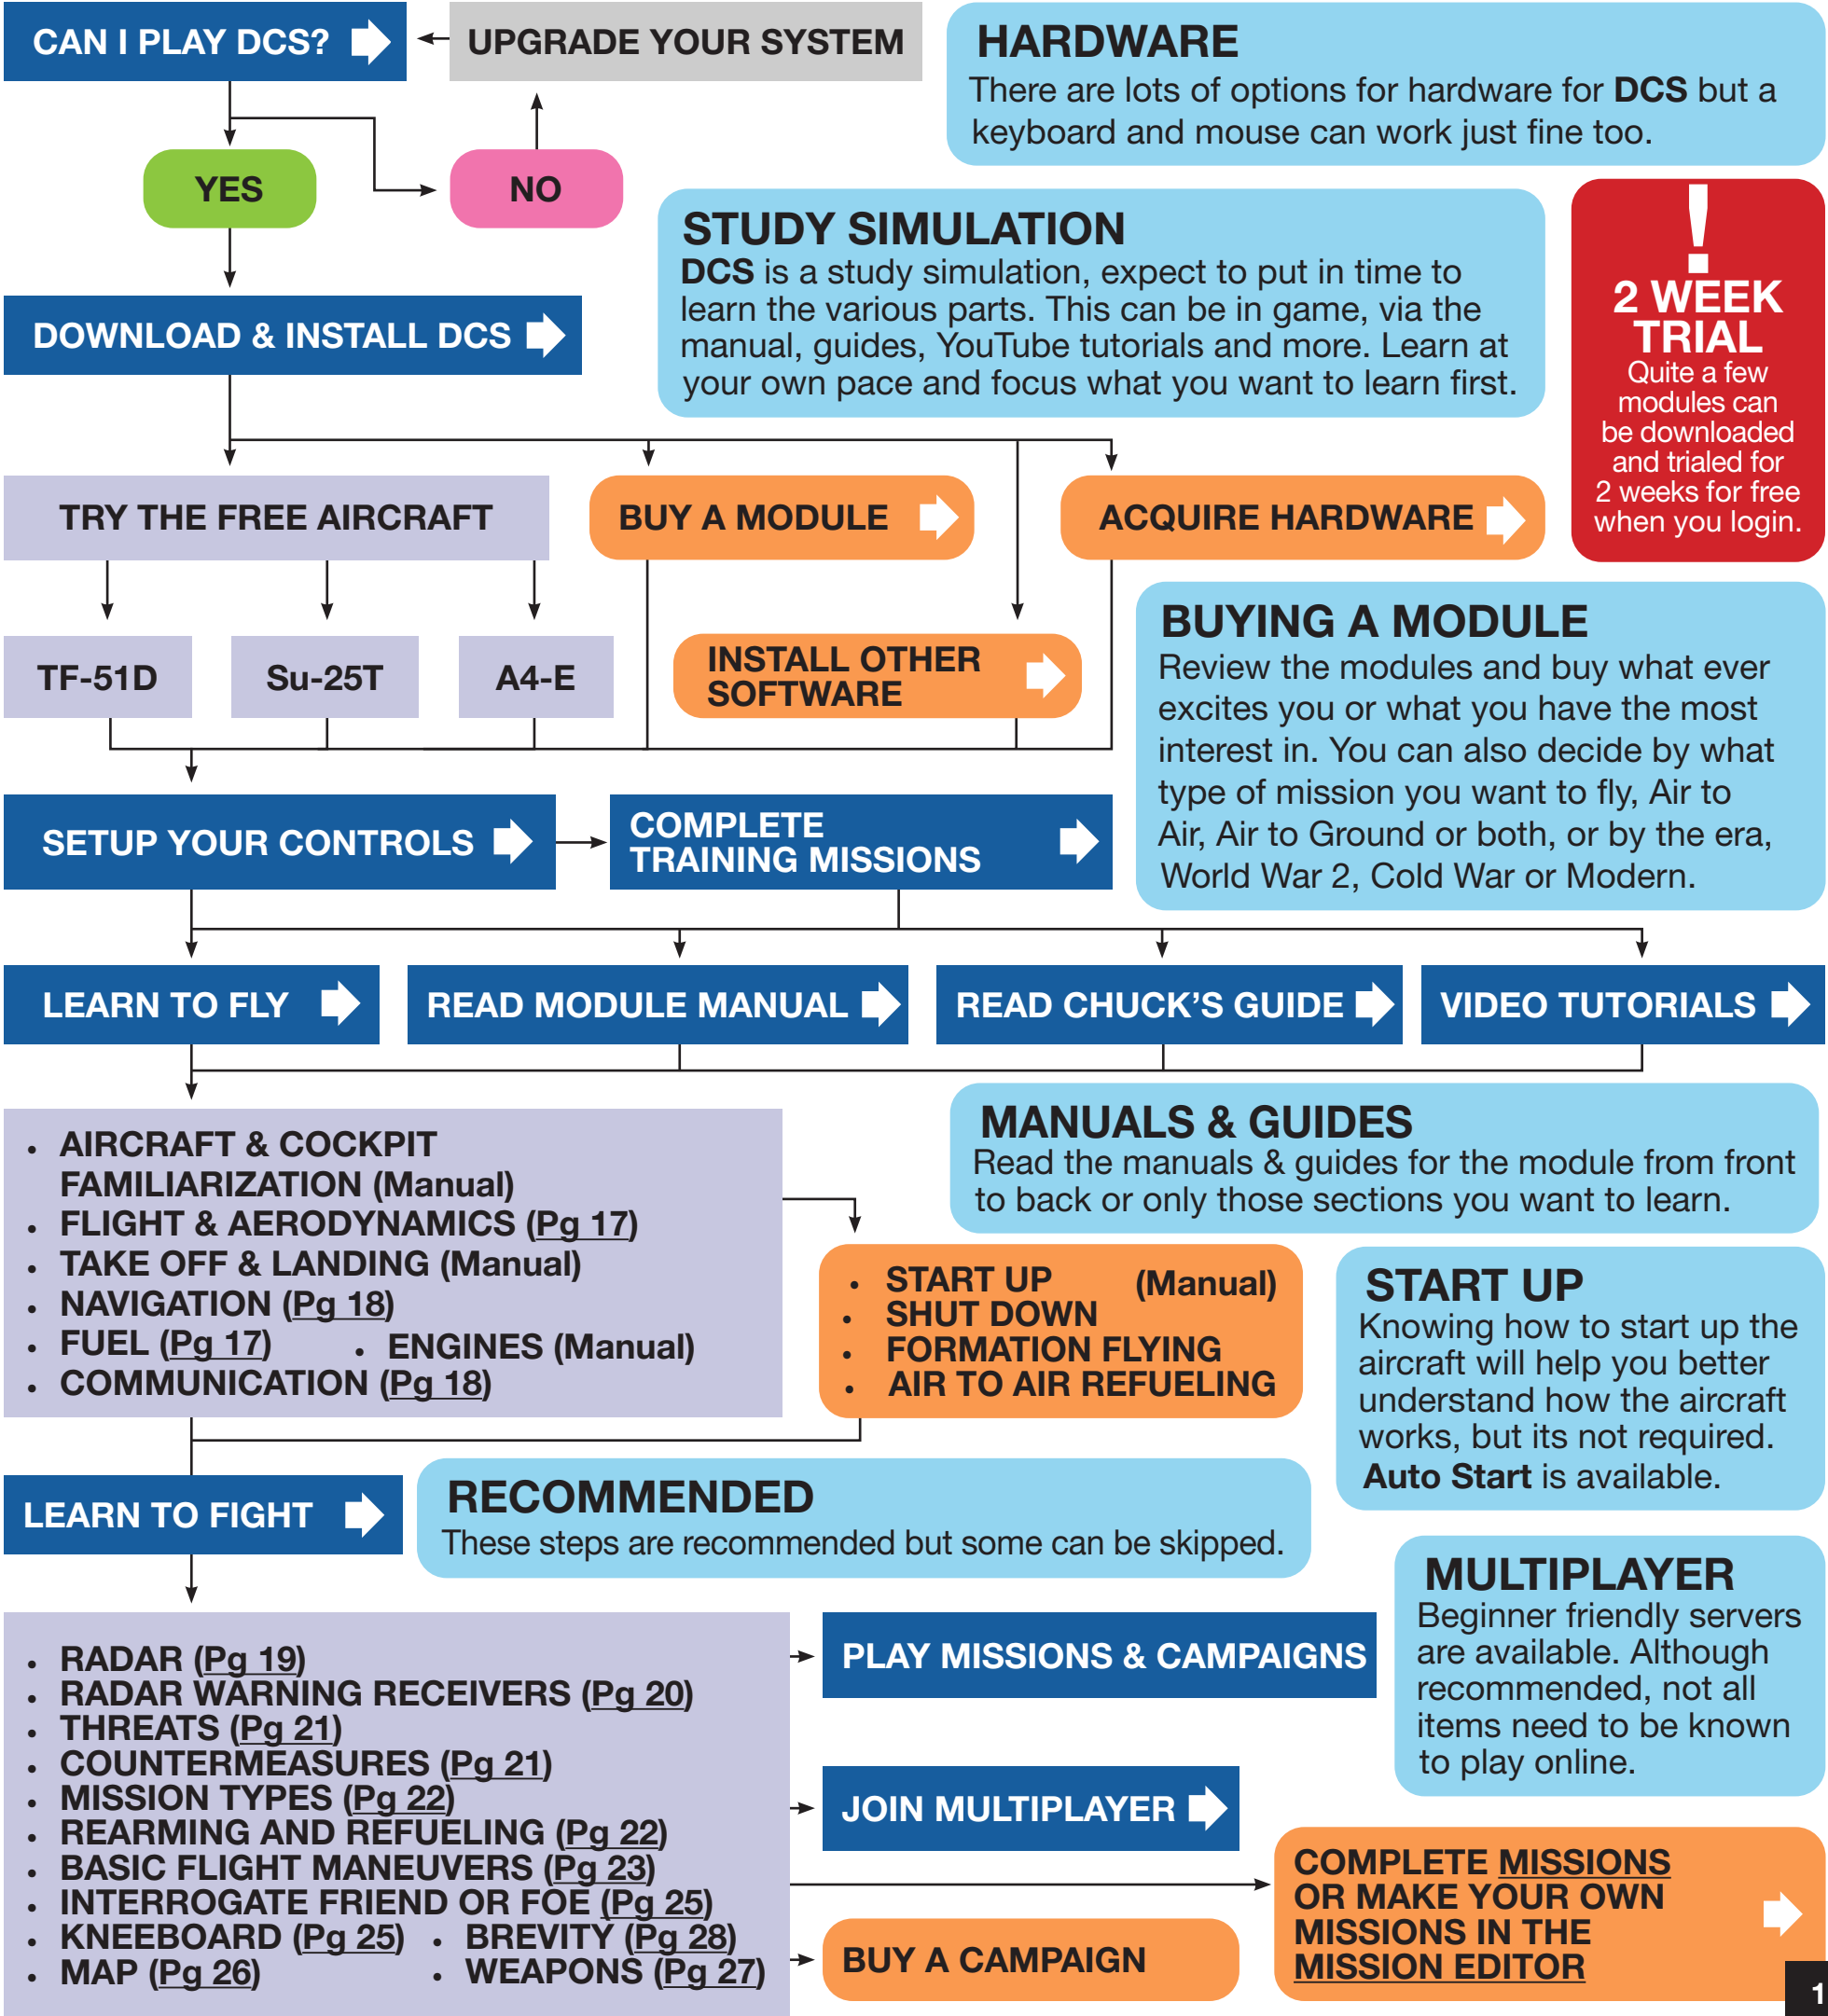 CAN I PLAY DCS?
UPGRADE YOUR SYSTEM
YES
NO
HARDWARE
There are lots of options for hardware for DCS but a
keyboard and mouse can work just fine too.
STUDY SIMULATION
DCS is a study simulation, expect to put in time to
learn the various parts. This can be in game, via the
manual, guides, YouTube tutorials and more. Learn at
your own pace and focus what you want to learn first.
!
2 WEEK
TRIAL
Quite a few
modules can
be downloaded
and trialed for
2 weeks for free
when you login.
DOWNLOAD & INSTALL DCS
TRY THE FREE AIRCRAFT
BUY A MODULE
ACQUIRE HARDWARE
TF-51D
Su-25T
A4-E
INSTALL OTHER
SOFTWARE
BUYING A MODULE
Review the modules and buy what ever
excites you or what you have the most
interest in. You can also decide by what
type of mission you want to fly, Air to
Air, Air to Ground or both, or by the era,
World War 2, Cold War or Modern.
SETUP YOUR CONTROLS
COMPLETE
TRAINING MISSIONS
LEARN TO FLY
READ MODULE MANUAL
READ CHUCK'S GUIDE
VIDEO TUTORIALS
• AIRCRAFT & COCKPIT
FAMILIARIZATION (Manual)
• FLIGHT & AERODYNAMICS (Pg 17)
• TAKE OFF & LANDING (Manual)
• NAVIGATION (Pg 18)
• FUEL (Pg 17) • ENGINES (Manual)
• COMMUNICATION (Pg 18)
MANUALS & GUIDES
Read the manuals & guides for the module from front
to back or only those sections you want to learn.
• START UP (Manual)
• SHUT DOWN
• FORMATION FLYING
• AIR TO AIR REFUELING
START UP
Knowing how to start up the
aircraft will help you better
understand how the aircraft
works, but its not required.
Auto Start is available.
LEARN TO FIGHT
RECOMMENDED
These steps are recommended but some can be skipped.
MULTIPLAYER
Beginner friendly servers
are available. Although
recommended, not all
items need to be known
to play online.
• RADAR (Pg 19)
• RADAR WARNING RECEIVERS (Pg 20)
• THREATS (Pg 21)
• COUNTERMEASURES (Pg 21)
• MISSION TYPES (Pg 22)
• REARMING AND REFUELING (Pg 22)
• BASIC FLIGHT MANEUVERS (Pg 23)
• INTERROGATE FRIEND OR FOE (Pg 25)
• KNEEBOARD (Pg 25) • BREVITY (Pg 28)
• MAP (Pg 26) • WEAPONS (Pg 27)
PLAY MISSIONS & CAMPAIGNS
JOIN MULTIPLAYER
BUY A CAMPAIGN
COMPLETE MISSIONS
OR MAKE YOUR OWN
MISSIONS IN THE
MISSION EDITOR
1